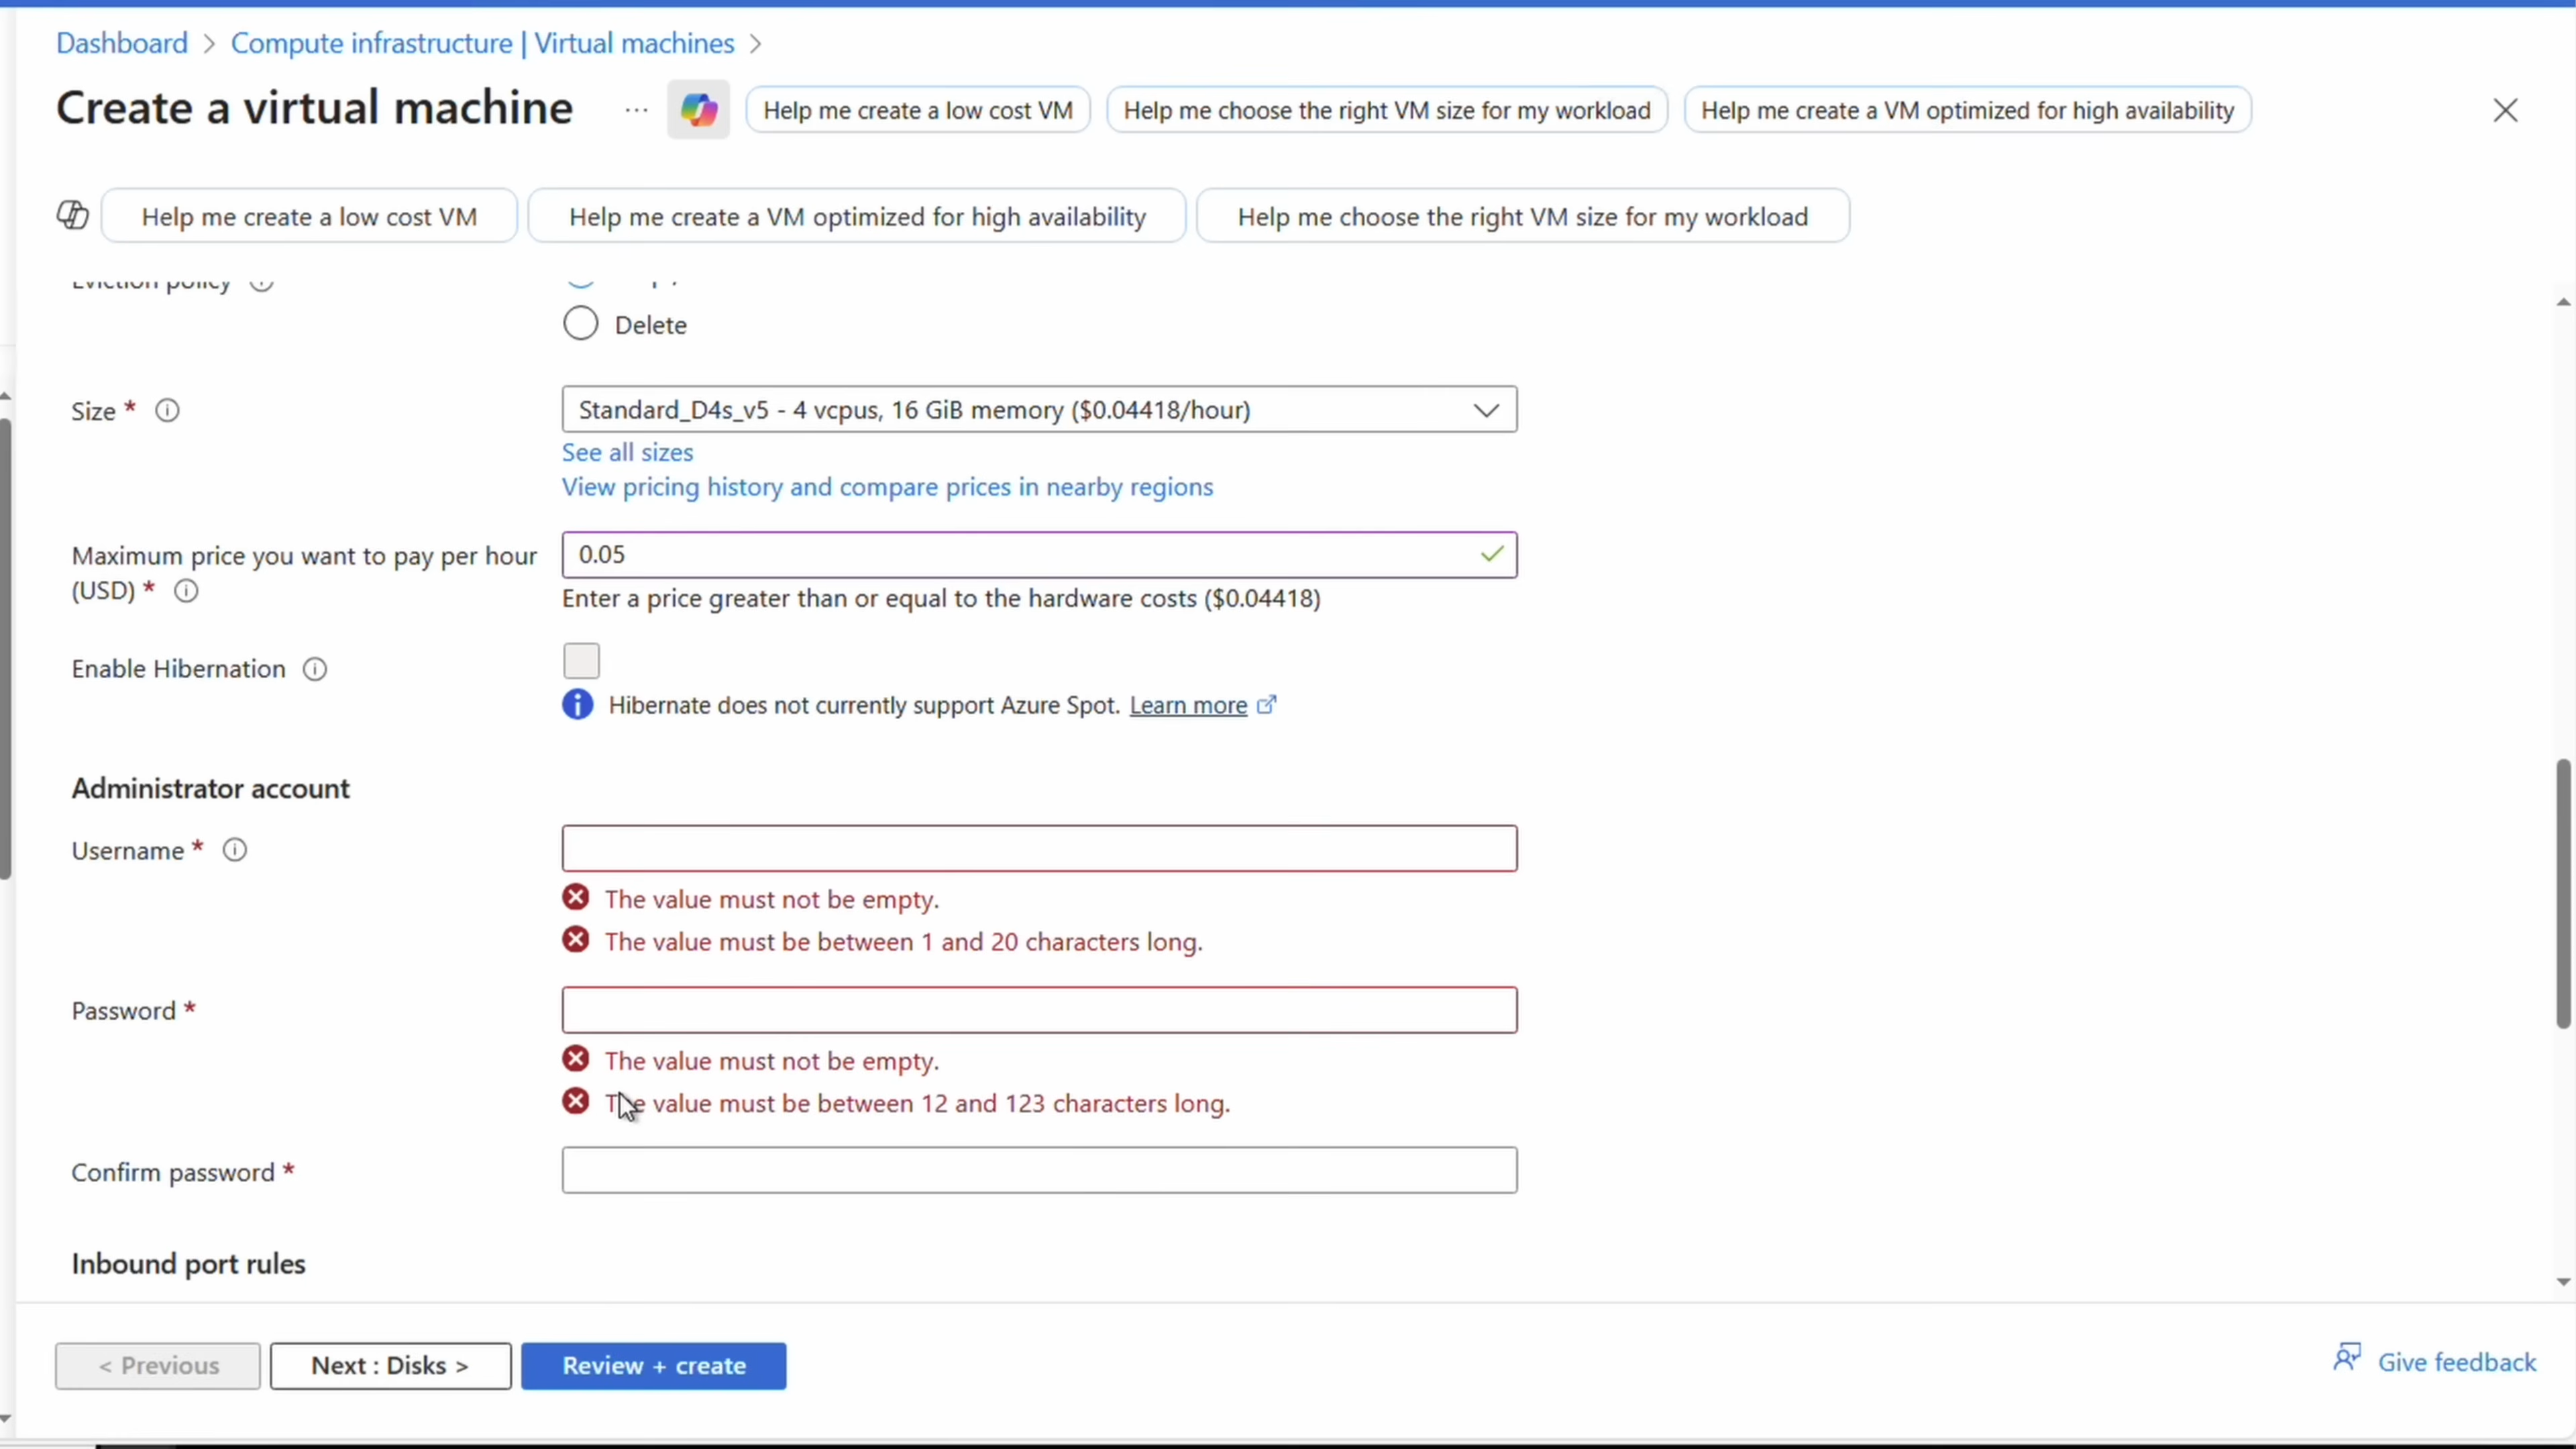 Dashboard > Compute infrastructure | Virtual machines >
Create a virtual machine
... Help me create a low cost VM Help me choose the right VM size for my workload Help me create a VM optimized for high availability
Help me create a low cost VM Help me create a VM optimized for high availability Help me choose the right VM size for my workload
Eviction policy
Delete
Size * Standard_D4s_v5 - 4 vcpus, 16 GiB memory ($0.04418/hour)
See all sizes
View pricing history and compare prices in nearby regions
Maximum price you want to pay per hour
(USD) *
0.05
Enter a price greater than or equal to the hardware costs ($0.04418)
Enable Hibernation
Hibernate does not currently support Azure Spot. Learn more
Administrator account
Username *
The value must not be empty.
The value must be between 1 and 20 characters long.
Password *
The value must not be empty.
The value must be between 12 and 123 characters long.
Confirm password *
Inbound port rules
< Previous Next : Disks > Review + create Give feedback